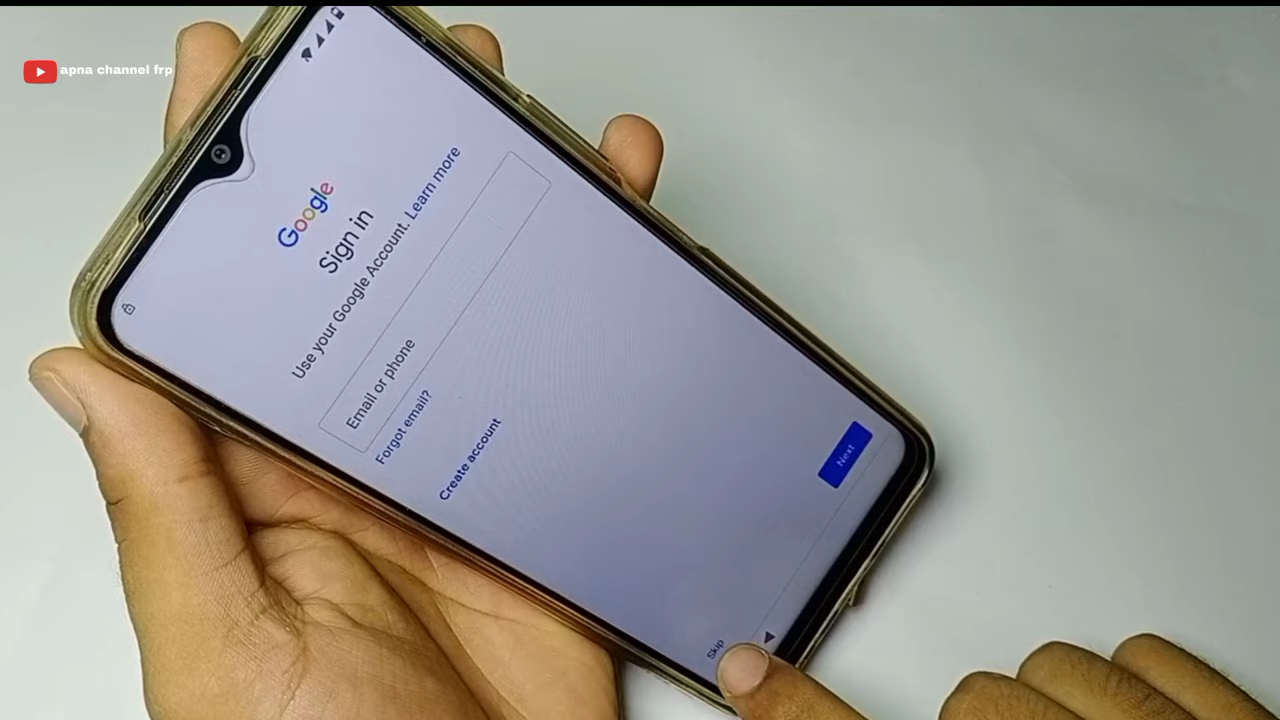 apna channel frp
Google
Sign in
Use your Google Account. Learn more
Email or phone
Forgot email?
Create account
Next
Skip